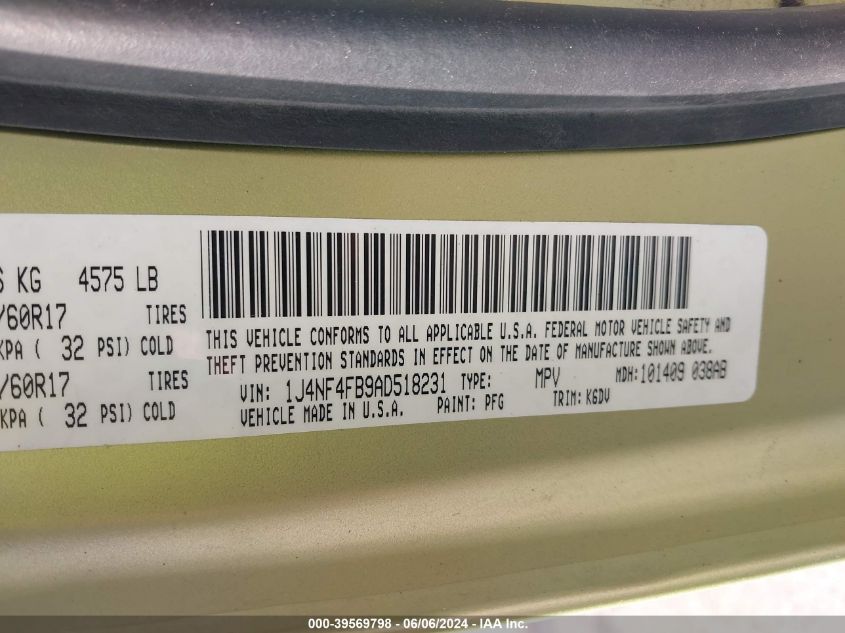 KG 4575 LB
/60R17 TIRES
KPA ( 32 PSI) COLD
/60R17 TIRES
KPA ( 32 PSI) COLD
THIS VEHICLE CONFORMS TO ALL APPLICABLE U.S.A. FEDERAL MOTOR VEHICLE SAFETY AND
THEFT PREVENTION STANDARDS IN EFFECT ON THE DATE OF MANUFACTURE SHOWN ABOVE.
VIN: 1J4NF4FB9AD518231 TYPE: MPV MDH: 101409 038AB
VEHICLE MADE IN U.S.A. PAINT: PFG TRIM: K6DV
000-39569798 - 06/06/2024 - IAA Inc.